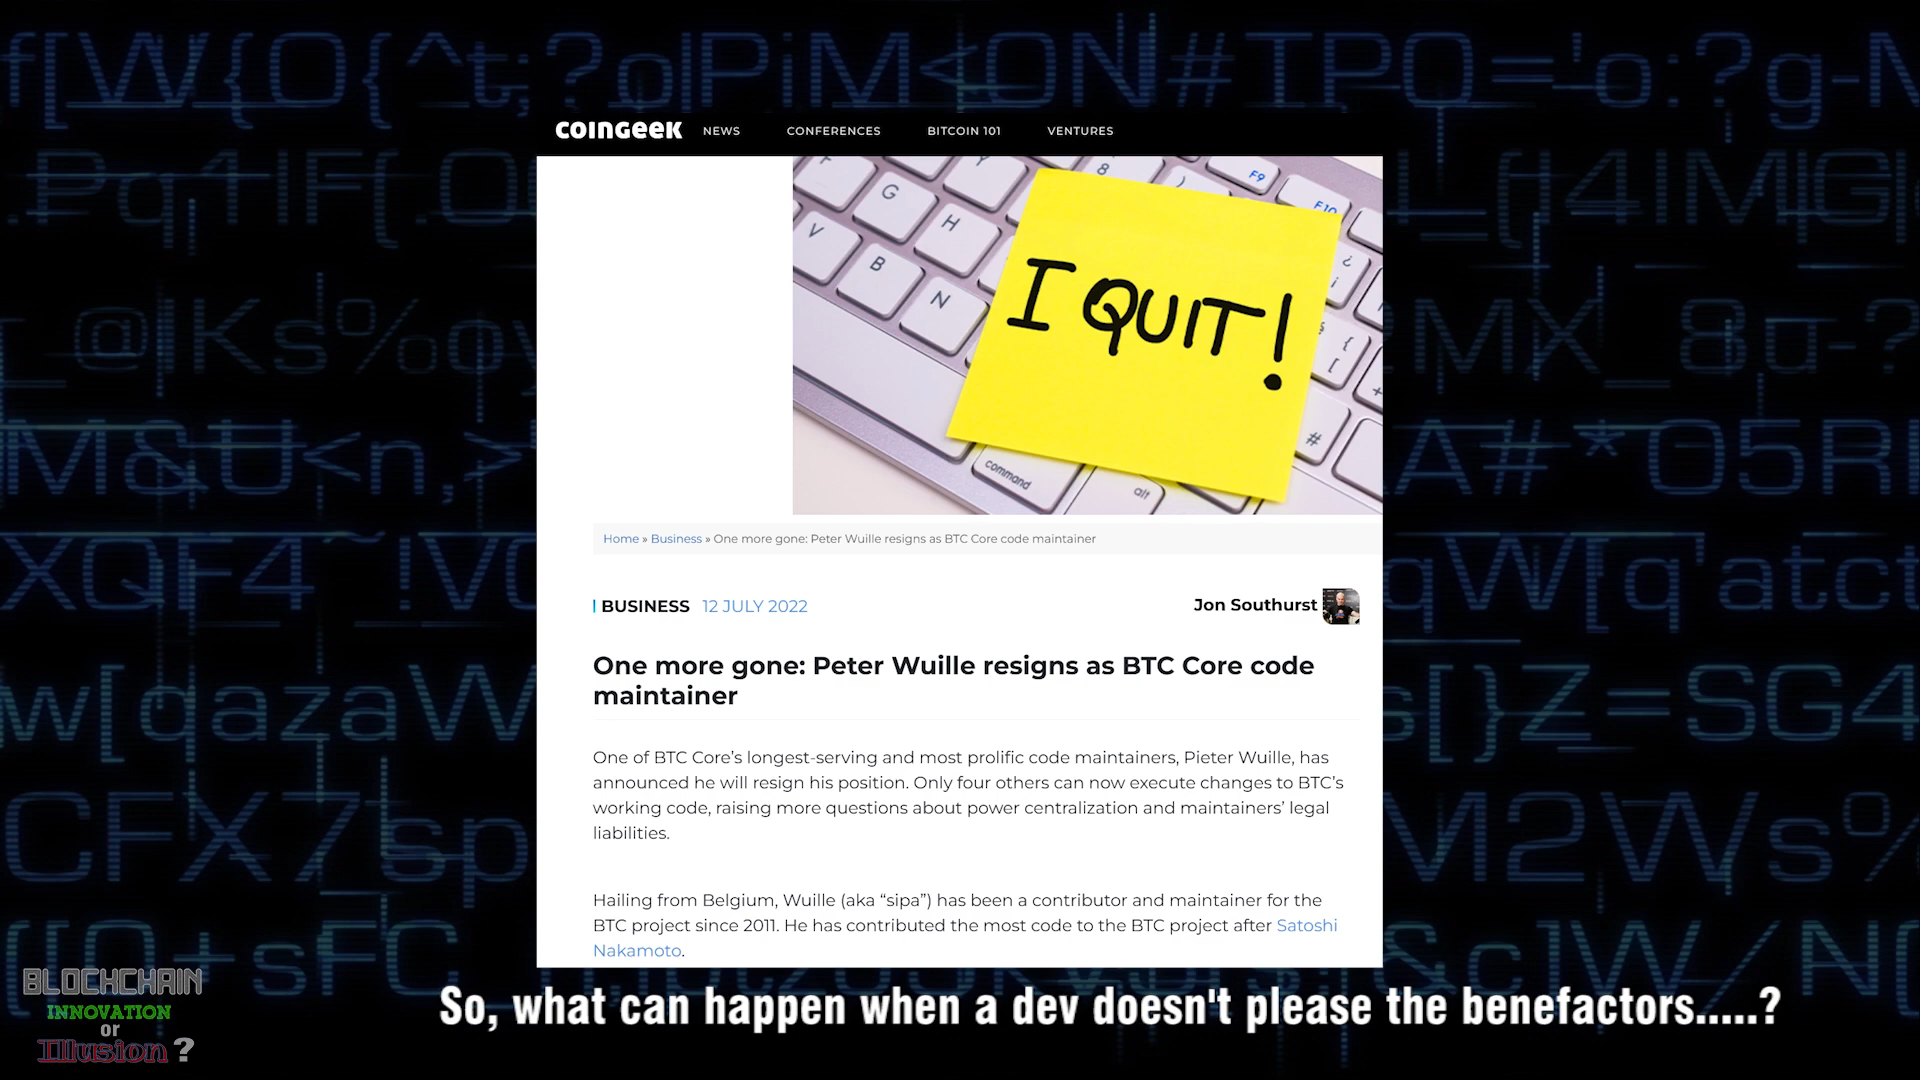 COINGEEK NEWS CONFERENCES BITCOIN 101 VENTURES
I QUIT!
G
H
V
B
N
F9
F10
8
#
command
alt
Home » Business » One more gone: Peter Wuille resigns as BTC Core code maintainer
BUSINESS 12 JULY 2022 Jon Southurst
One more gone: Peter Wuille resigns as BTC Core code
maintainer
One of BTC Core’s longest-serving and most prolific code maintainers, Pieter Wuille, has
announced he will resign his position. Only four others can now execute changes to BTC’s
working code, raising more questions about power centralization and maintainers’ legal
liabilities.
Hailing from Belgium, Wuille (aka “sipa”) has been a contributor and maintainer for the
BTC project since 2011. He has contributed the most code to the BTC project after Satoshi
Nakamoto.
BLOCHCHAIN
INNOVATION
or
Illusion?
So, what can happen when a dev doesn't please the benefactors.....?